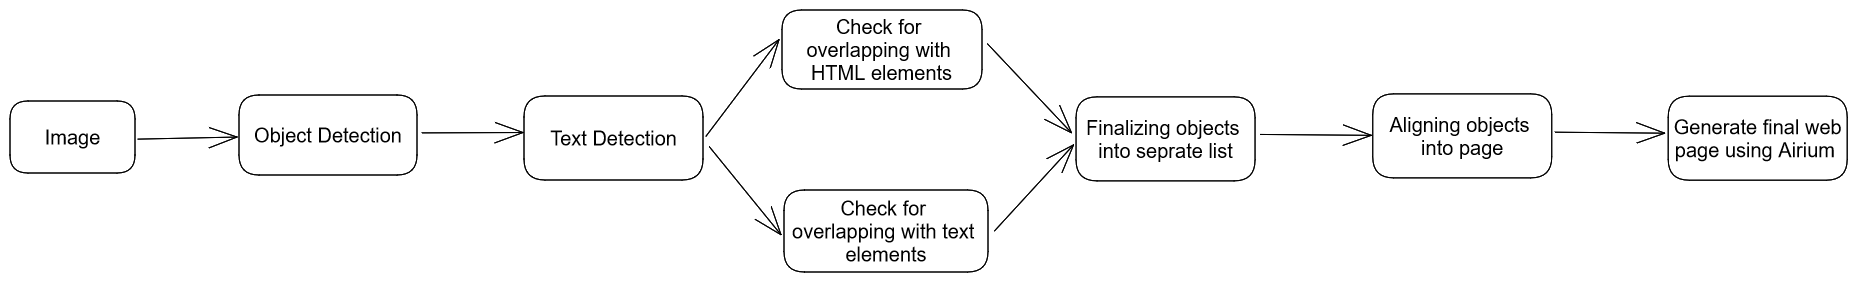 Image
Object Detection
Text Detection
Check for
overlapping with
HTML elements
Check for
overlapping with text
elements
Finalizing objects
into seprate list
Aligning objects
into page
Generate final web
page using Airium